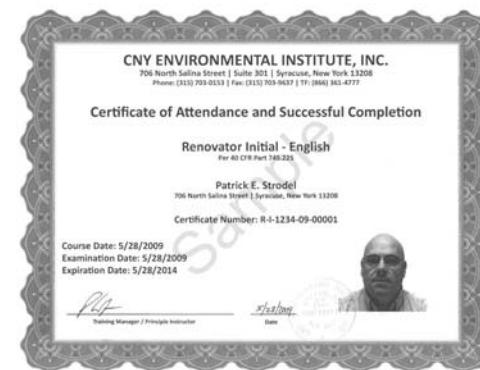 CNY ENVIRONMENTAL INSTITUTE, INC.
706 North Salina Street | Suite 301 | Syracuse, New York 13208
Phone: (315) 703-0153 | Fax: (315) 703-9637 | TF: (866) 361-4777
Certificate of Attendance and Successful Completion
Renovator Initial - English
Per 40 CFR Part 745.225
Patrick E. Strodel
706 North Salina Street | Syracuse, New York 13208
Certificate Number: R-I-1234-09-00001
Sample
Course Date: 5/28/2009
Examination Date: 5/28/2009
Expiration Date: 5/28/2014
5/28/2009
Training Manager / Principle Instructor
Date